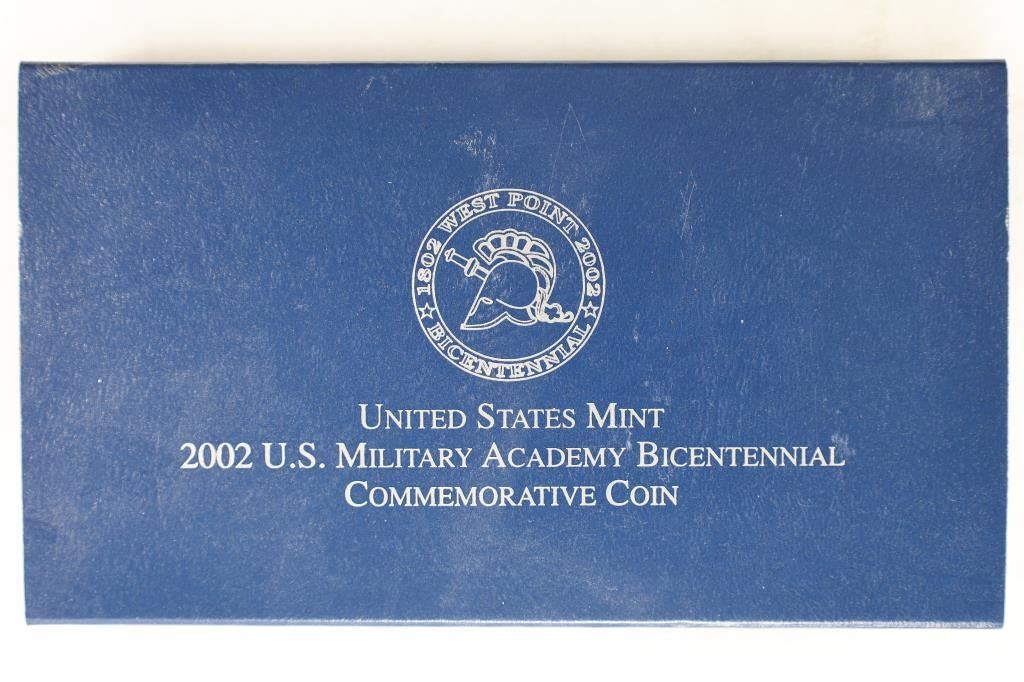 1802 WEST POINT 2002
BICENTENNIAL
UNITED STATES MINT
2002 U.S. MILITARY ACADEMY BICENTENNIAL
COMMEMORATIVE COIN